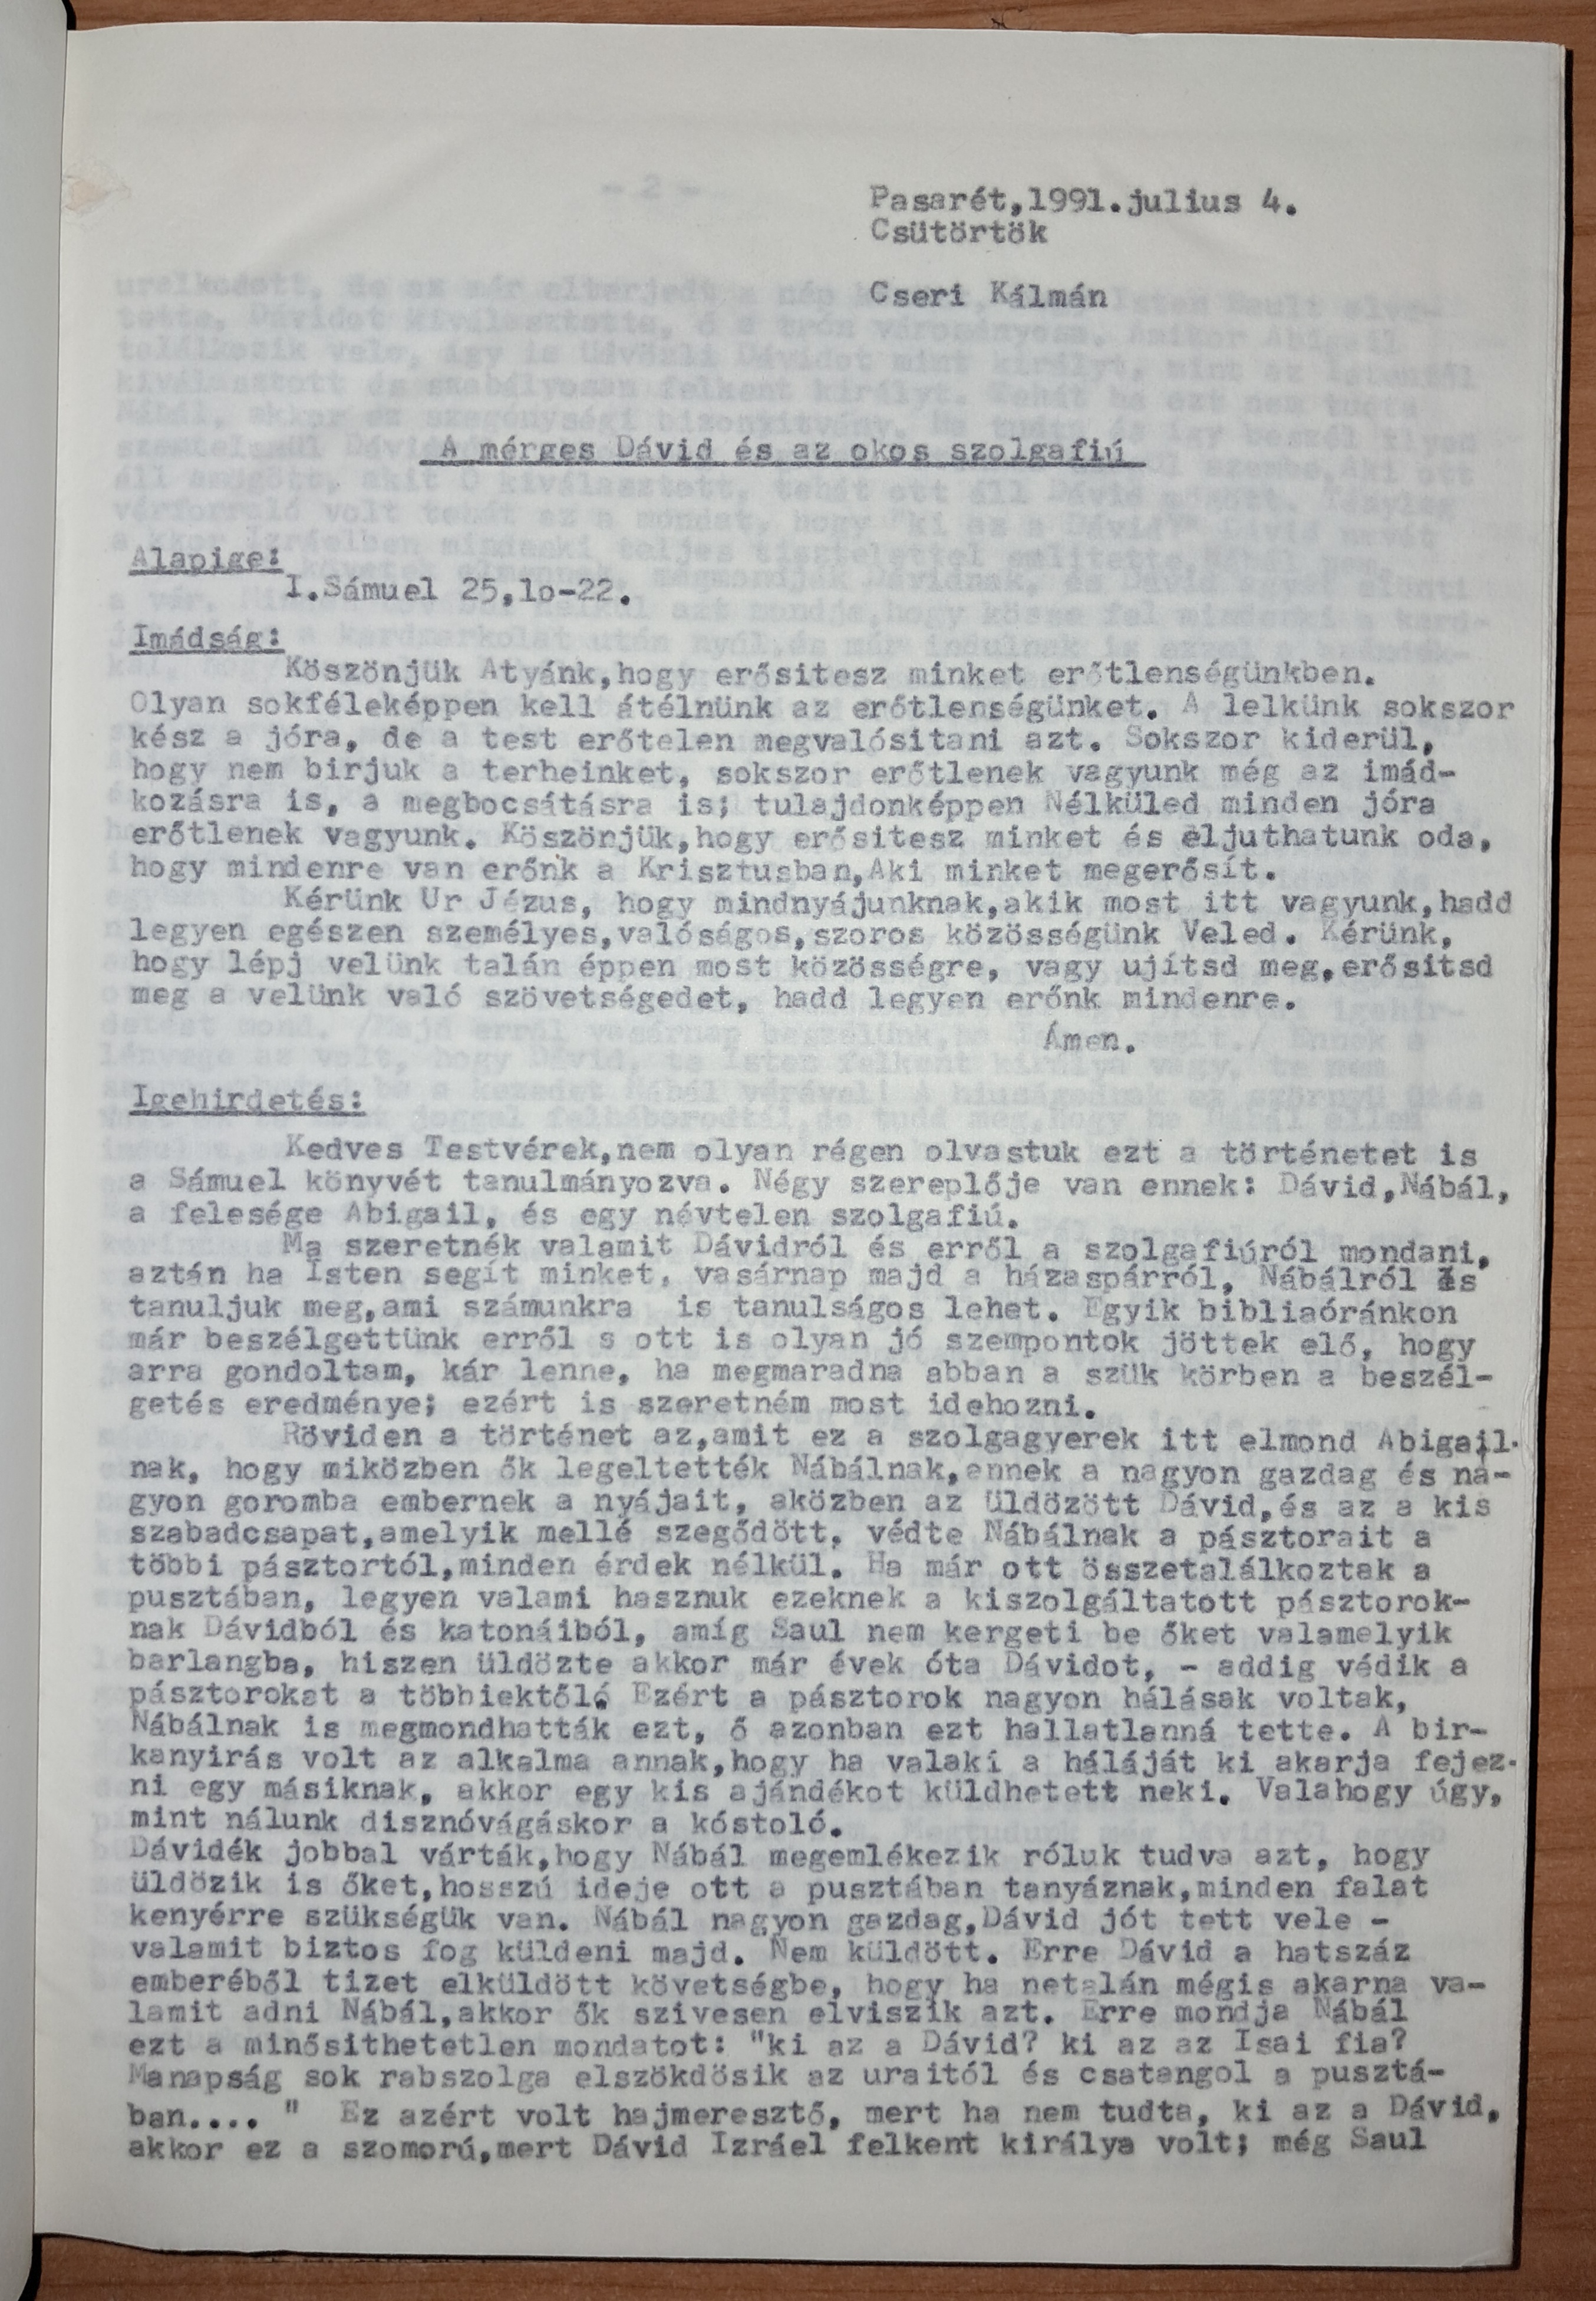 Pasarét,1991.julius 4.
Csütörtök
Cseri Kálmán
A mérges Dávid és az okos szolgafiú
Alapige:
I.Sámuel 25,lo-22.
Imádság:
Köszönjük Atyánk,hogy erősitesz minket erőtlenségünkben.
Olyan sokféleképpen kell átélnünk az erőtlenségünket. A lelkünk sokszor
kész a jóra, de a test erőtelen megvalósitani azt. Sokszor kiderül,
hogy nem birjuk a terheinket, sokszor erőtlenek vagyunk még az imád-
kozásra is, a megbocsátásra is; tulajdonképpen Nélküled minden jóra
erőtlenek vagyunk. Köszönjük,hogy erősitesz minket és eljuthatunk oda,
hogy mindenre van erőnk a Krisztusban,Aki minket megerősít.
Kérünk Ur Jézus, hogy mindnyájunknak,akik most itt vagyunk,hadd
legyen egészen személyes,valóságos,szoros közösségünk Veled. Kérünk,
hogy lépj velünk talán éppen most közösségre, vagy ujítsd meg,erősitsd
meg a velünk való szövetségedet, hadd legyen erőnk mindenre.
Ámen.
Igehirdetés:
Kedves Testvérek,nem olyan régen olvastuk ezt a történetet is
a Sámuel könyvét tanulmányozva. Négy szereplője van ennek: Dávid,Nábál,
a felesége Abigail, és egy névtelen szolgafiú.
Ma szeretnék valamit Dávidról és erről a szolgafiúról mondani,
aztán ha Isten segít minket, vasárnap majd a házaspárról, Nábálról is
tanuljuk meg,ami számunkra is tanulságos lehet. Egyik bibliaóránkon
már beszélgettünk erről s ott is olyan jó szempontok jöttek elő, hogy
arra gondoltam, kár lenne, ha megmaradna abban a szük körben a beszél-
getés eredménye; ezért is szeretném most idehozni.
Röviden a történet az,amit ez a szolgagyerek itt elmond Abigail-
nak, hogy miközben ők legeltették Nábálnak,ennek a nagyon gazdag és na-
gyon goromba embernek a nyájait, aközben az üldözött Dávid,és az a kis
szabadcsapat,amelyik mellé szegődött, védte Nábálnak a pásztorait a
többi pásztortól,minden érdek nélkül. Ha már ott összetalálkoztak a
pusztában, legyen valami hasznuk ezeknek a kiszolgáltatott pásztorok-
nak Dávidból és katonáiból, amíg Saul nem kergeti be őket valamelyik
barlangba, hiszen üldözte akkor már évek óta Dávidot, - addig védik a
pásztorokat a többiektől. Ezért a pásztorok nagyon hálásak voltak,
Nábálnak is megmondhatták ezt, ő azonban ezt hallatlanná tette. A bir-
kanyirás volt az alkalma annak,hogy ha valaki a háláját ki akarja fejez-
ni egy másiknak, akkor egy kis ajándékot küldhetett neki. Valahogy úgy,
mint nálunk disznóvágáskor a kóstoló.
Dávidék jobbal várták,hogy Nábál megemlékezik róluk tudva azt, hogy
üldözik is őket,hosszú ideje ott a pusztában tanyáznak,minden falat
kenyérre szükségük van. Nábál nagyon gazdag,Dávid jót tett vele -
valamit biztos fog küldeni majd. Nem küldött. Erre Dávid a hatszáz
emberéből tizet elküldött követségbe, hogy ha netalán mégis akarna va-
lamit adni Nábál,akkor ők szivesen elviszik azt. Erre mondja Nábál
ezt a minősithetetlen mondatot: "ki az a Dávid? ki az az Isai fia?
Manapság sok rabszolga elszökdösik az uraitól és csatangol a pusztá-
ban.... " Ez azért volt hajmeresztő, mert ha nem tudta, ki az a Dávid,
akkor ez a szomorú,mert Dávid Izráel felkent királya volt; még Saul